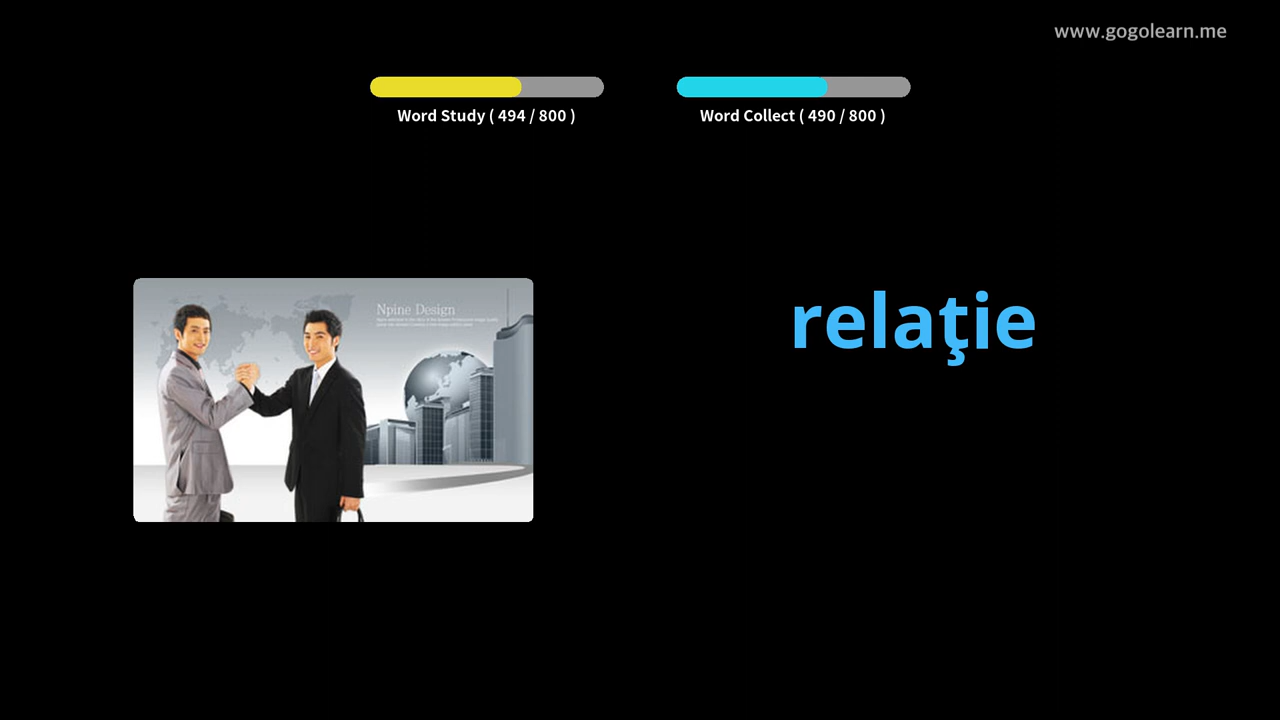 www.gogolearn.me
Word Study ( 494 / 800 )
Word Collect ( 490 / 800 )
Npine Design
relaţie